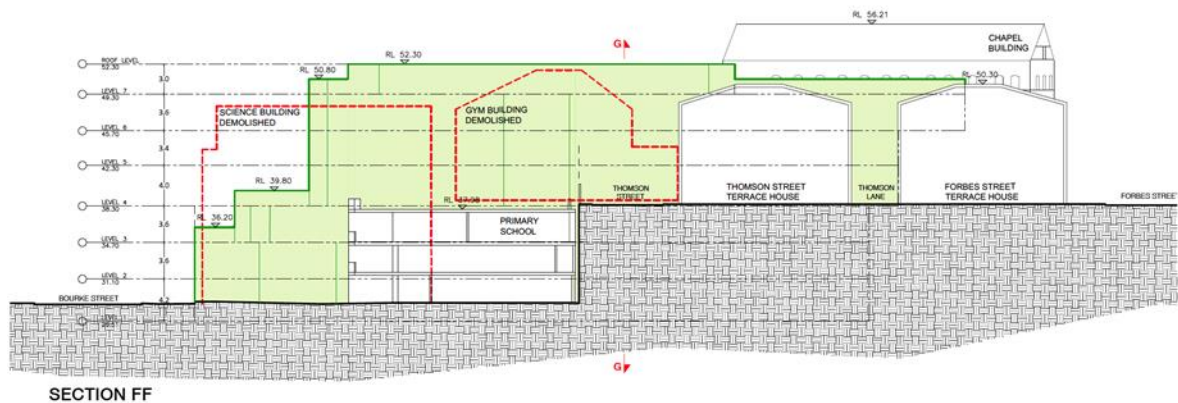 RL 56.21
CHAPEL
BUILDING
G
ROOF LEVEL
52.30
RL 52.30
RL 50.80
RL 50.30
3.0
LEVEL 7
49.30
3.6
SCIENCE BUILDING
DEMOLISHED
GYM BUILDING
DEMOLISHED
LEVEL 6
45.70
3.4
LEVEL 5
42.30
4.0
RL 39.80
THOMSON
STREET
THOMSON STREET
TERRACE HOUSE
THOMSON
LANE
FORBES STREET
TERRACE HOUSE
FORBES STREE
LEVEL 4
38.30
RL 36.20
3.6
PRIMARY
SCHOOL
LEVEL 3
34.70
3.6
LEVEL 2
31.10
4.2
BOURKE STREET
LEVEL
G
SECTION FF